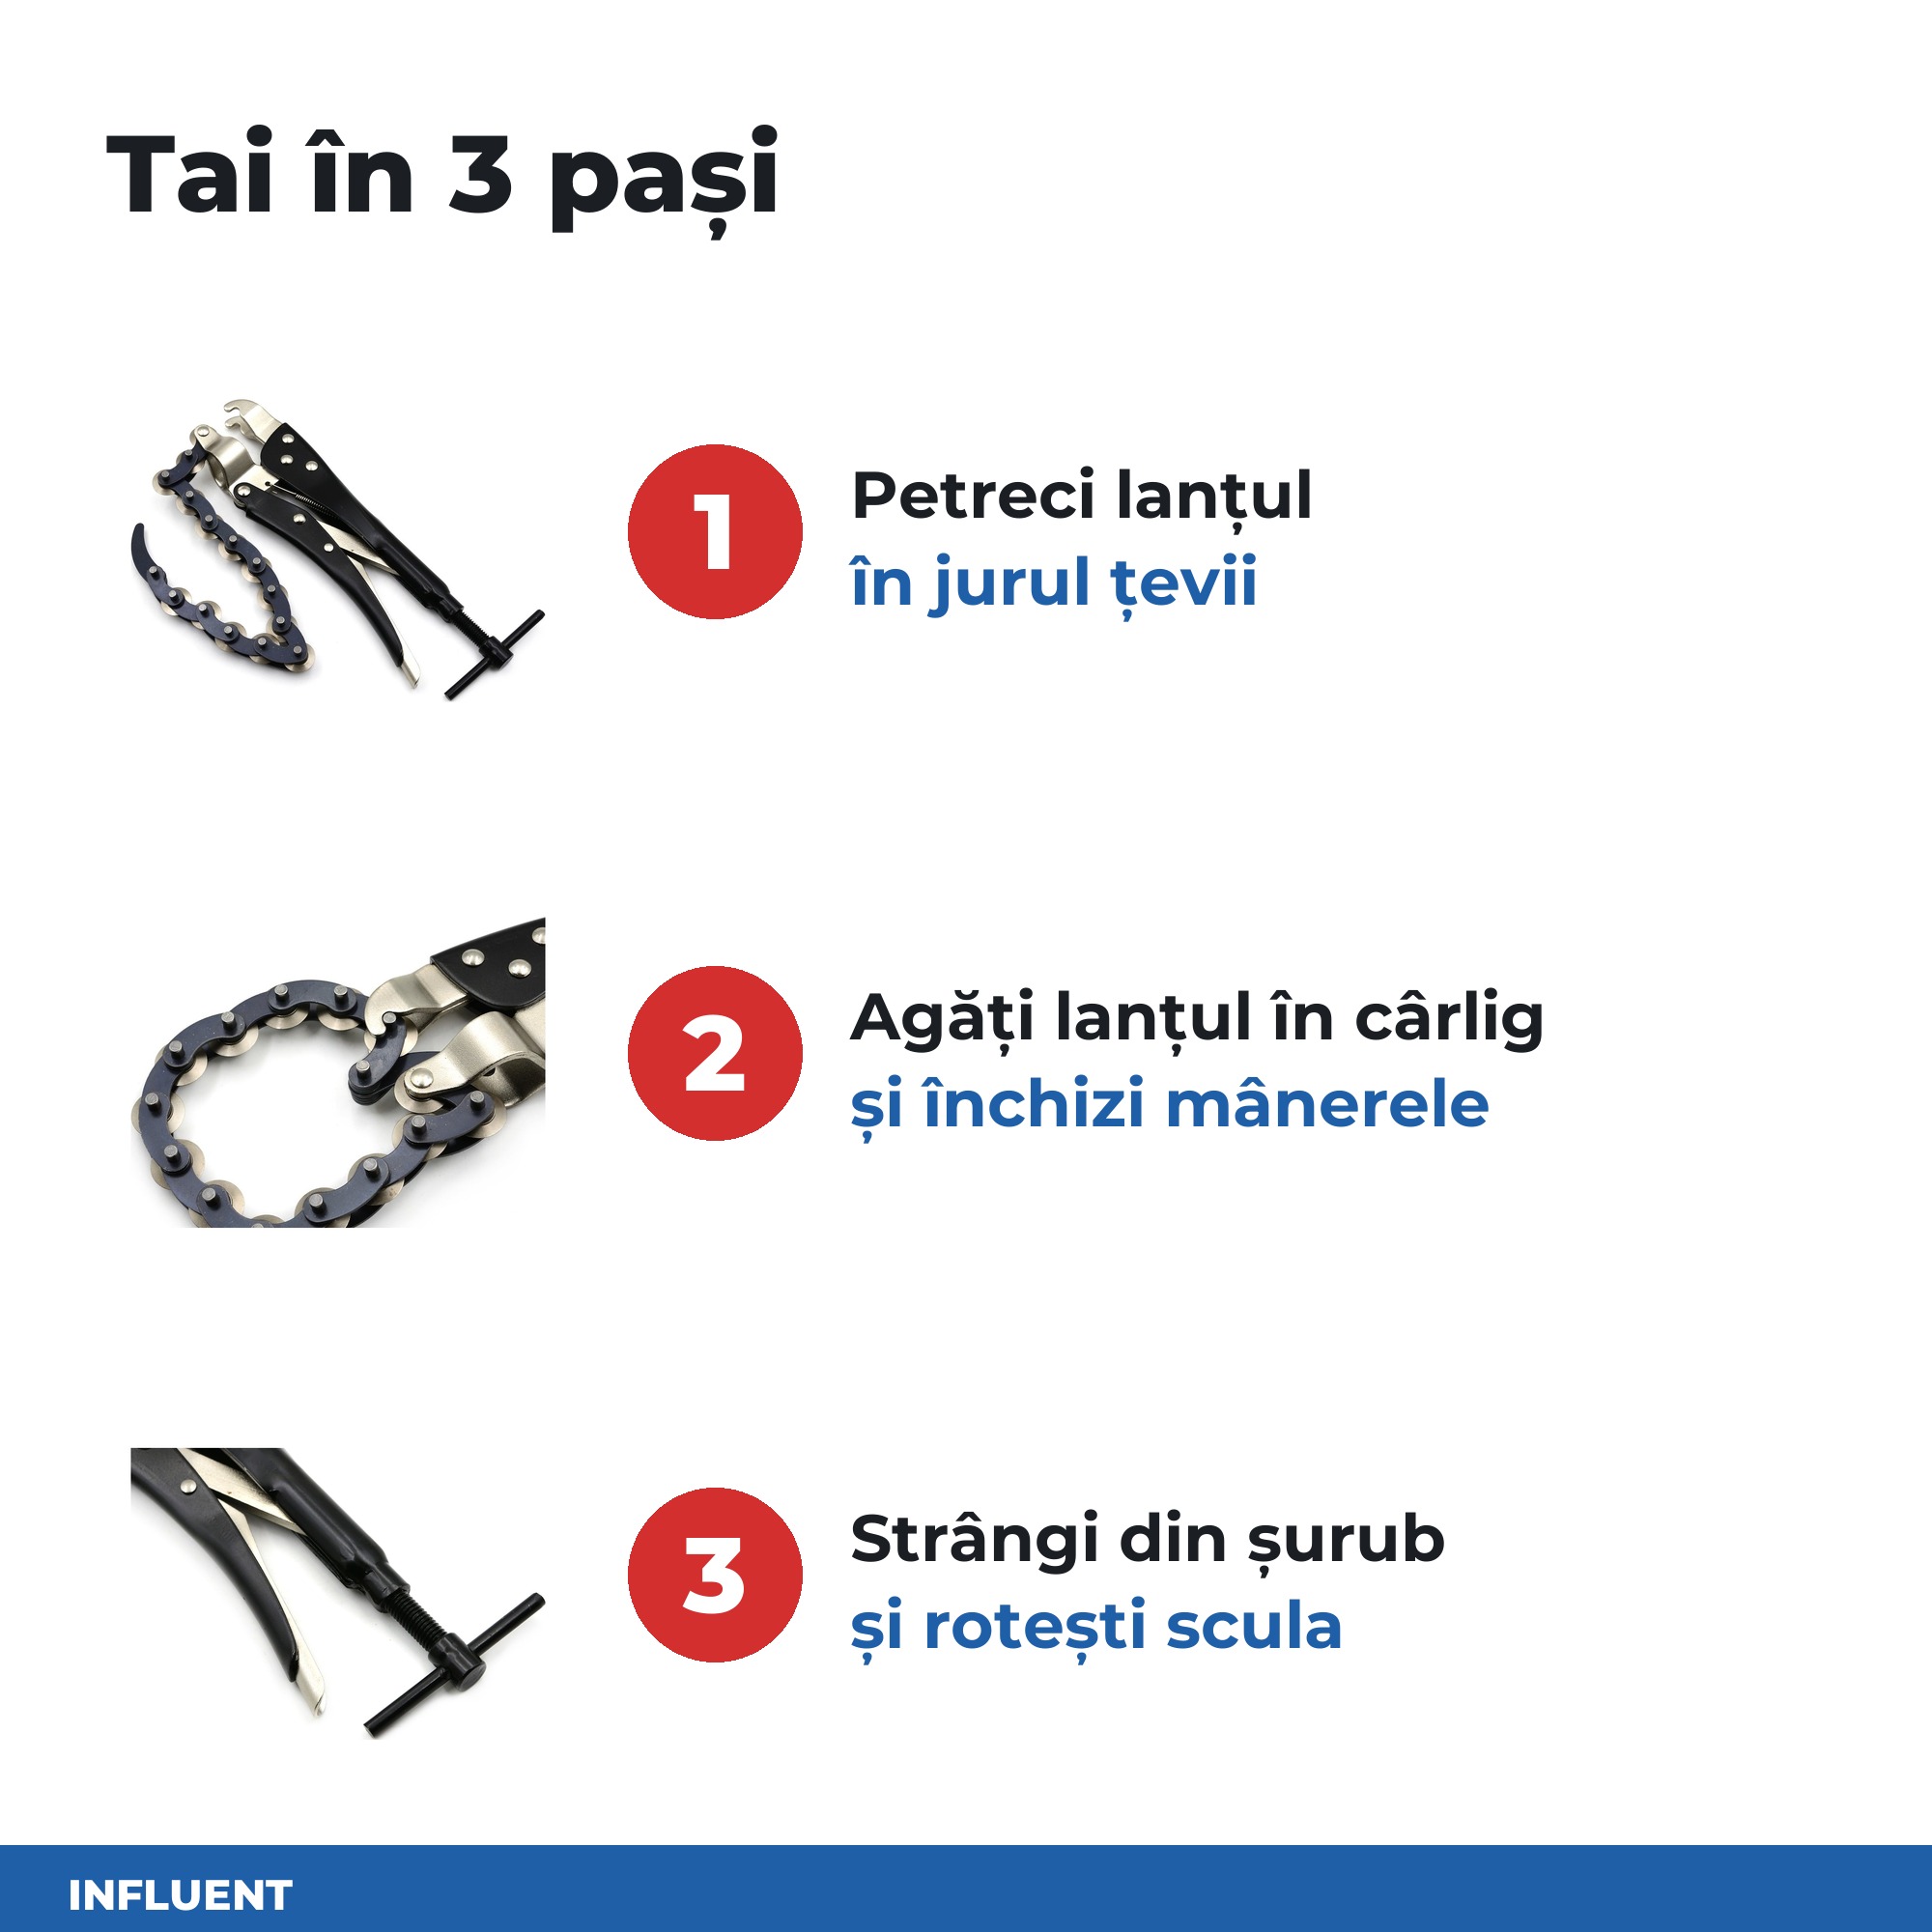 Tai în 3 pași
1
Petreci lanțul
în jurul țevii
2
Agăți lanțul în cârlig
și închizi mânerele
3
Strângi din șurub
și rotești scula
INFLUENT